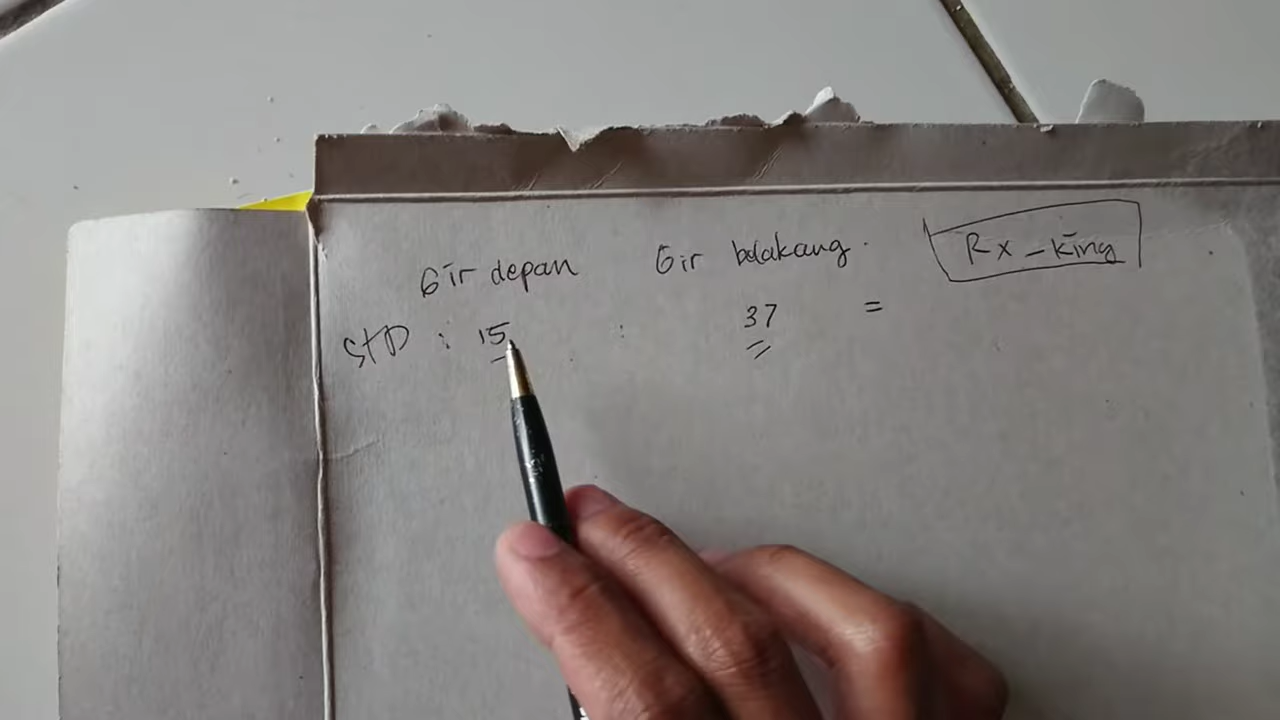 Gir depan Gir belakang. Rx - King
STD : 15 : 37 =